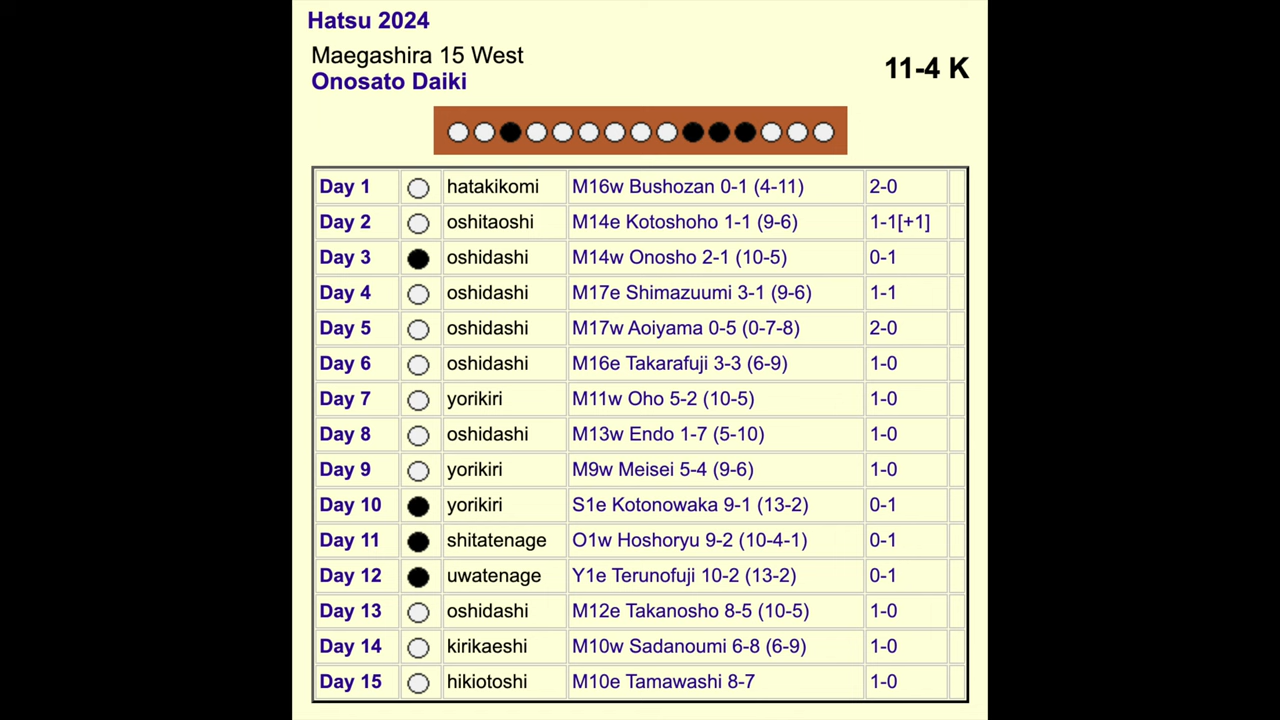 Hatsu 2024
Maegashira 15 West
Onosato Daiki
11-4 K
Day 1 hatakikomi M16w Bushozan 0-1 (4-11) 2-0
Day 2 oshitaoshi M14e Kotoshoho 1-1 (9-6) 1-1[+1]
Day 3 oshidashi M14w Onosho 2-1 (10-5) 0-1
Day 4 oshidashi M17e Shimazuumi 3-1 (9-6) 1-1
Day 5 oshidashi M17w Aoiyama 0-5 (0-7-8) 2-0
Day 6 oshidashi M16e Takarafuji 3-3 (6-9) 1-0
Day 7 yorikiri M11w Oho 5-2 (10-5) 1-0
Day 8 oshidashi M13w Endo 1-7 (5-10) 1-0
Day 9 yorikiri M9w Meisei 5-4 (9-6) 1-0
Day 10 yorikiri S1e Kotonowaka 9-1 (13-2) 0-1
Day 11 shitatenage O1w Hoshoryu 9-2 (10-4-1) 0-1
Day 12 uwatenage Y1e Terunofuji 10-2 (13-2) 0-1
Day 13 oshidashi M12e Takanosho 8-5 (10-5) 1-0
Day 14 kirikaeshi M10w Sadanoumi 6-8 (6-9) 1-0
Day 15 hikiotoshi M10e Tamawashi 8-7 1-0